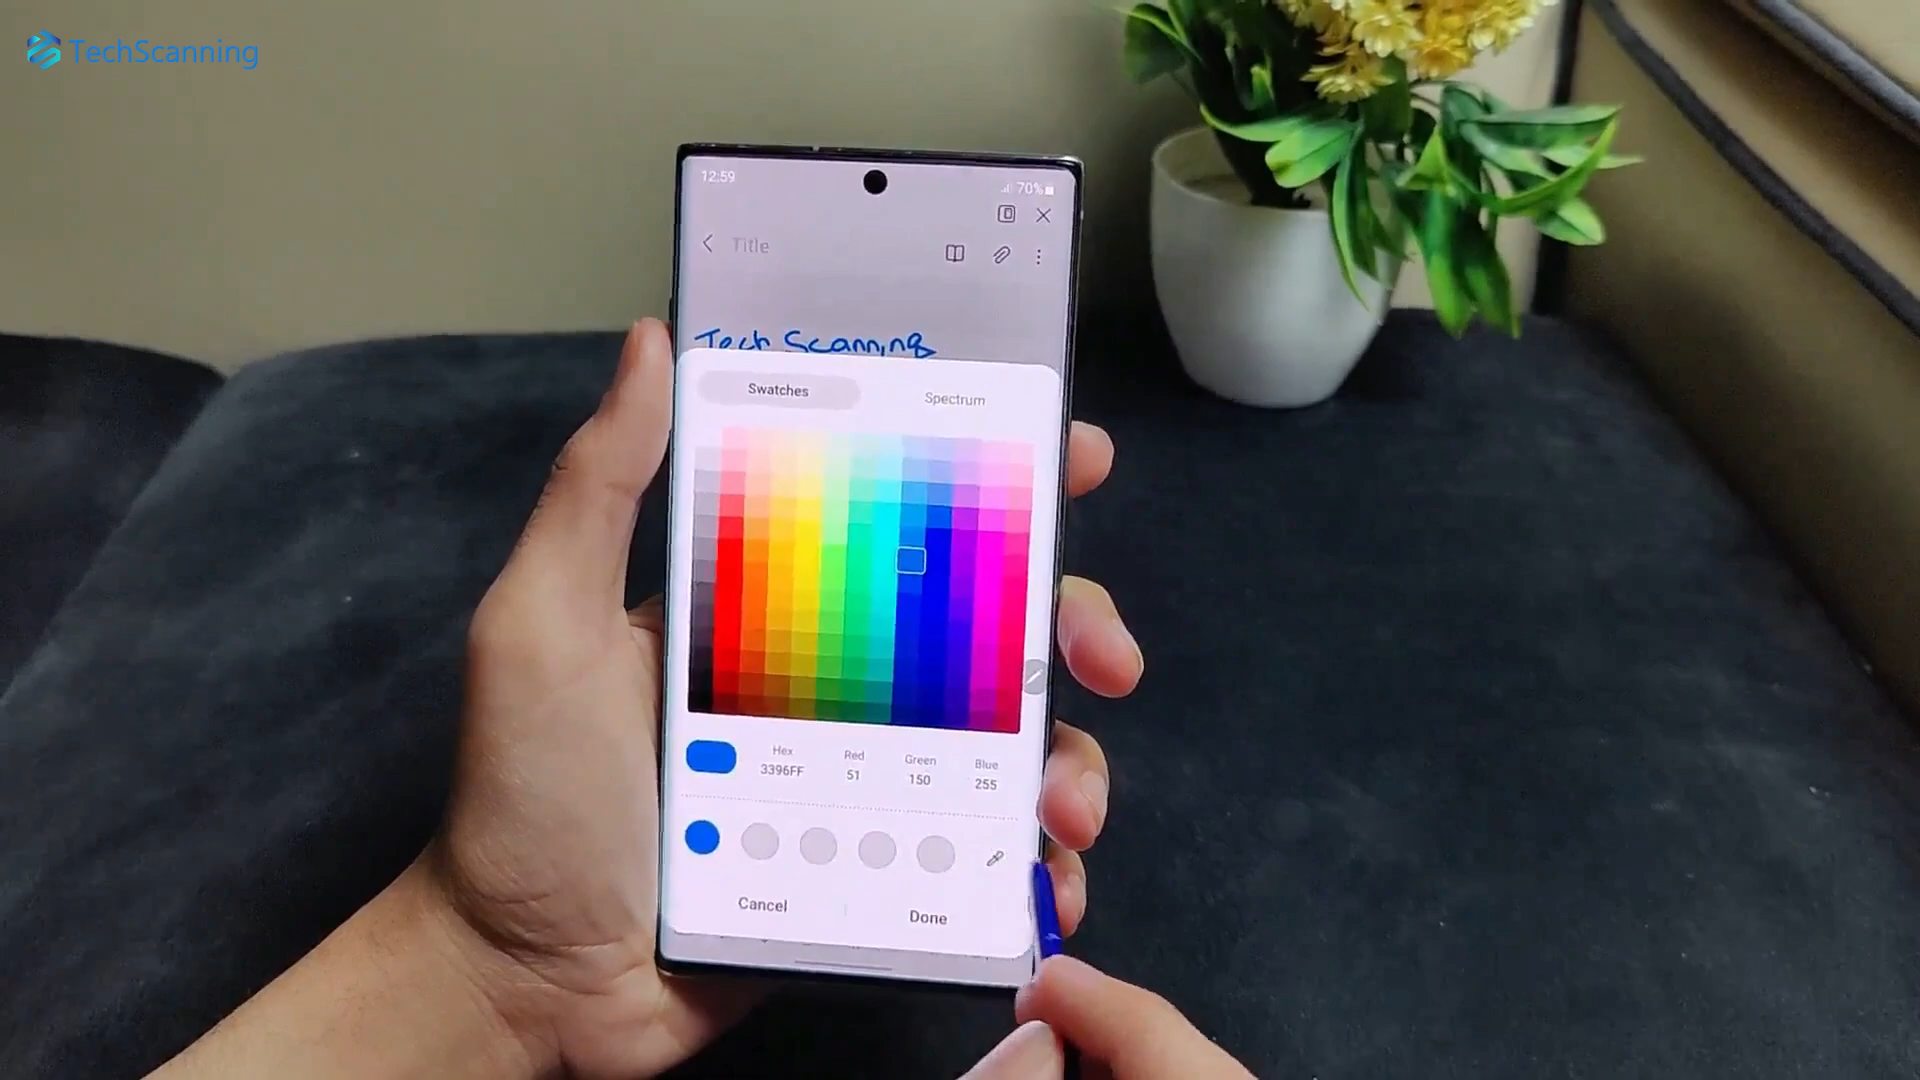 TechScanning
12:59
70%
Title
Tech Scanning
Swatches
Spectrum
Hex
Red
Green
Blue
3396FF
51
150
255
Cancel
Done